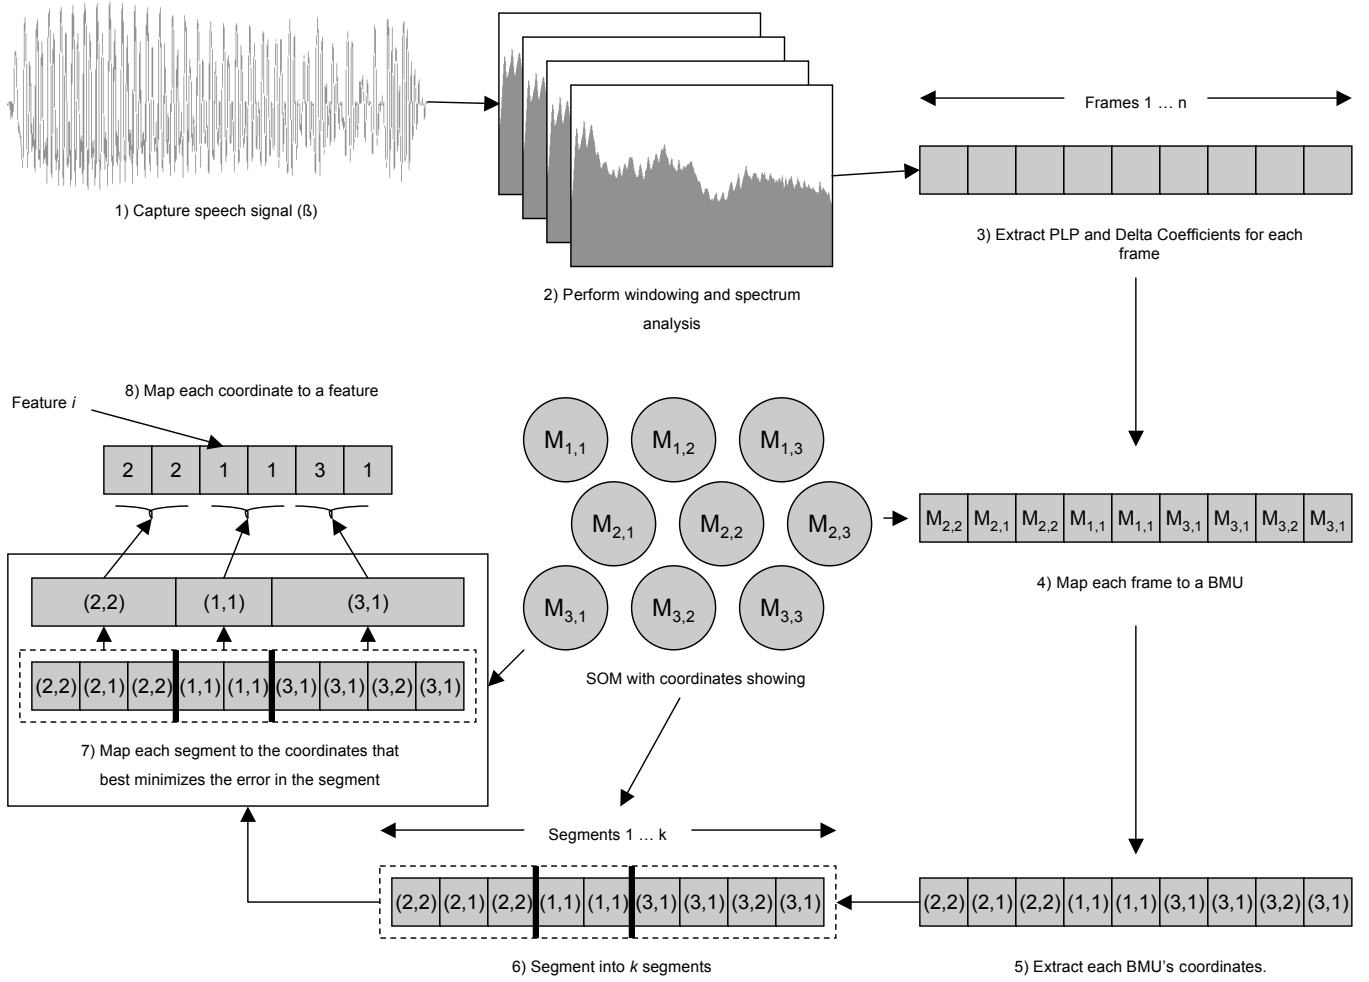 1) Capture speech signal (ß)
2) Perform windowing and spectrum
analysis
Frames 1 … n
3) Extract PLP and Delta Coefficients for each
frame
8) Map each coordinate to a feature
Feature i
2 2 1 1 3 1
(2,2) (1,1) (3,1)
(2,2) (2,1) (2,2) (1,1) (1,1) (3,1) (3,1) (3,2) (3,1)
7) Map each segment to the coordinates that
best minimizes the error in the segment
M1,1 M1,2 M1,3
M2,1 M2,2 M2,3
M3,1 M3,2 M3,3
SOM with coordinates showing
M2,2 M2,1 M2,2 M1,1 M1,1 M3,1 M3,1 M3,2 M3,1
4) Map each frame to a BMU
Segments 1 … k
(2,2) (2,1) (2,2) (1,1) (1,1) (3,1) (3,1) (3,2) (3,1)
6) Segment into k segments
(2,2) (2,1) (2,2) (1,1) (1,1) (3,1) (3,1) (3,2) (3,1)
5) Extract each BMU's coordinates.